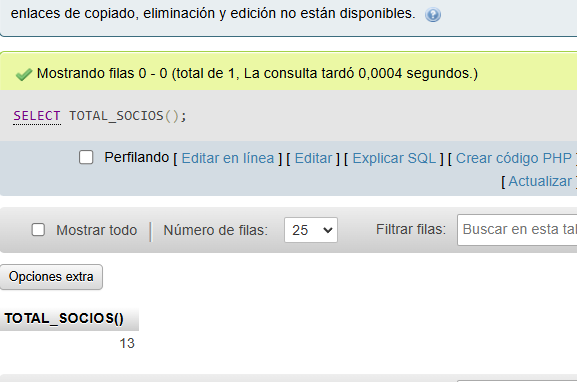 enlaces de copiado, eliminación y edición no están disponibles.
Mostrando filas 0 - 0 (total de 1, La consulta tardó 0,0004 segundos.)
SELECT TOTAL_SOCIOS();
Perfilando [ Editar en línea ] [ Editar ] [ Explicar SQL ] [ Crear código PHP ]
[ Actualizar ]
Mostrar todo | Número de filas: 25 Filtrar filas: Buscar en esta
Opciones extra
TOTAL_SOCIOS()
13